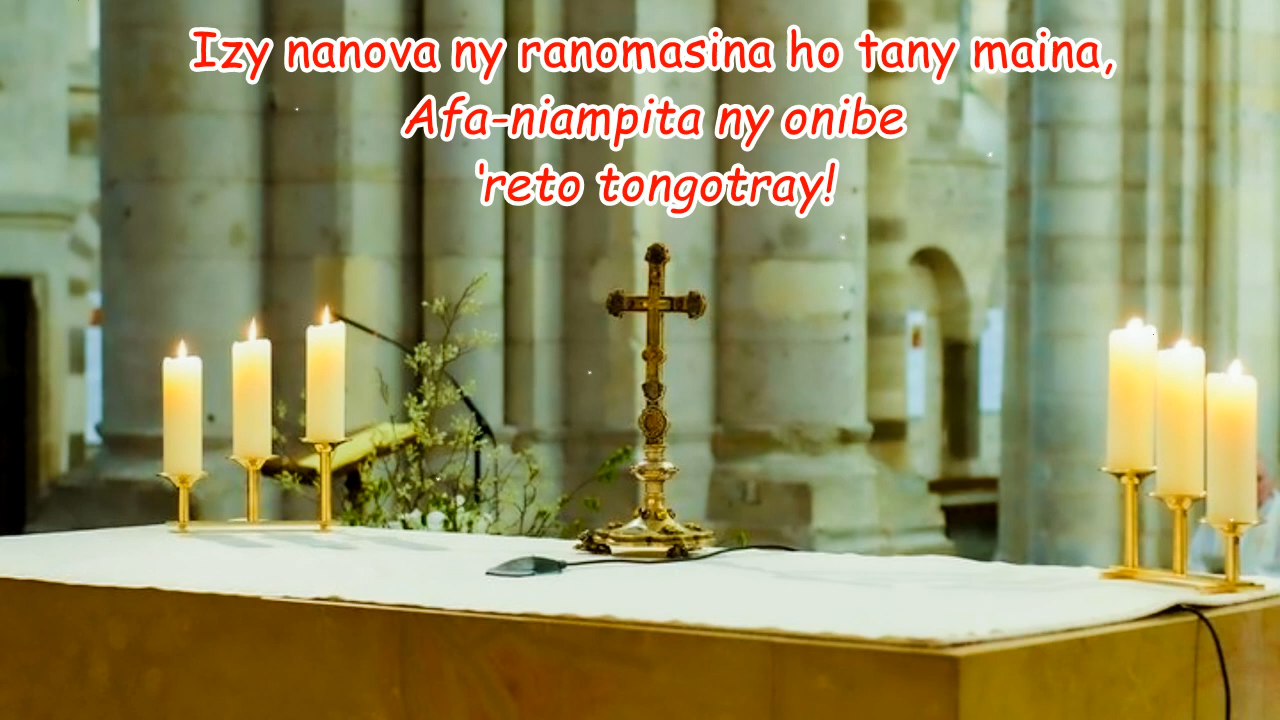 Izy nanova ny ranomasina ho tany maina,
Afa-niampita ny onibe
'reto tongotray!